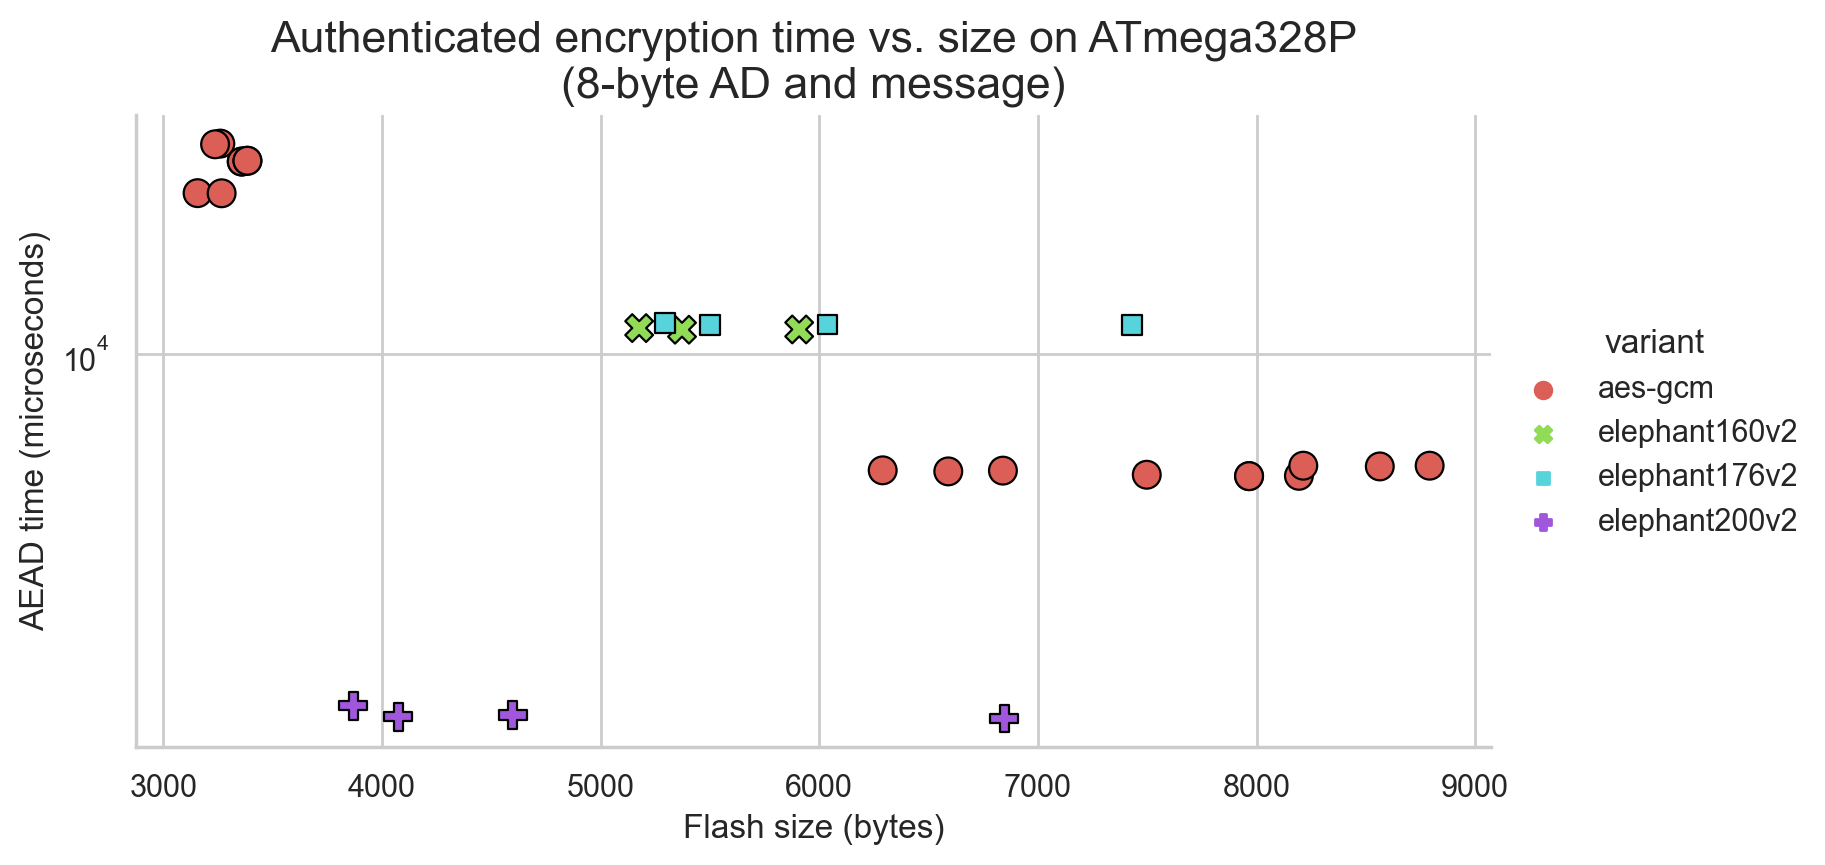 Authenticated encryption time vs. size on ATmega328P
(8-byte AD and message)
AEAD time (microseconds)
10⁴
3000 4000 5000 6000 7000 8000 9000
Flash size (bytes)
variant
aes-gcm
elephant160v2
elephant176v2
elephant200v2